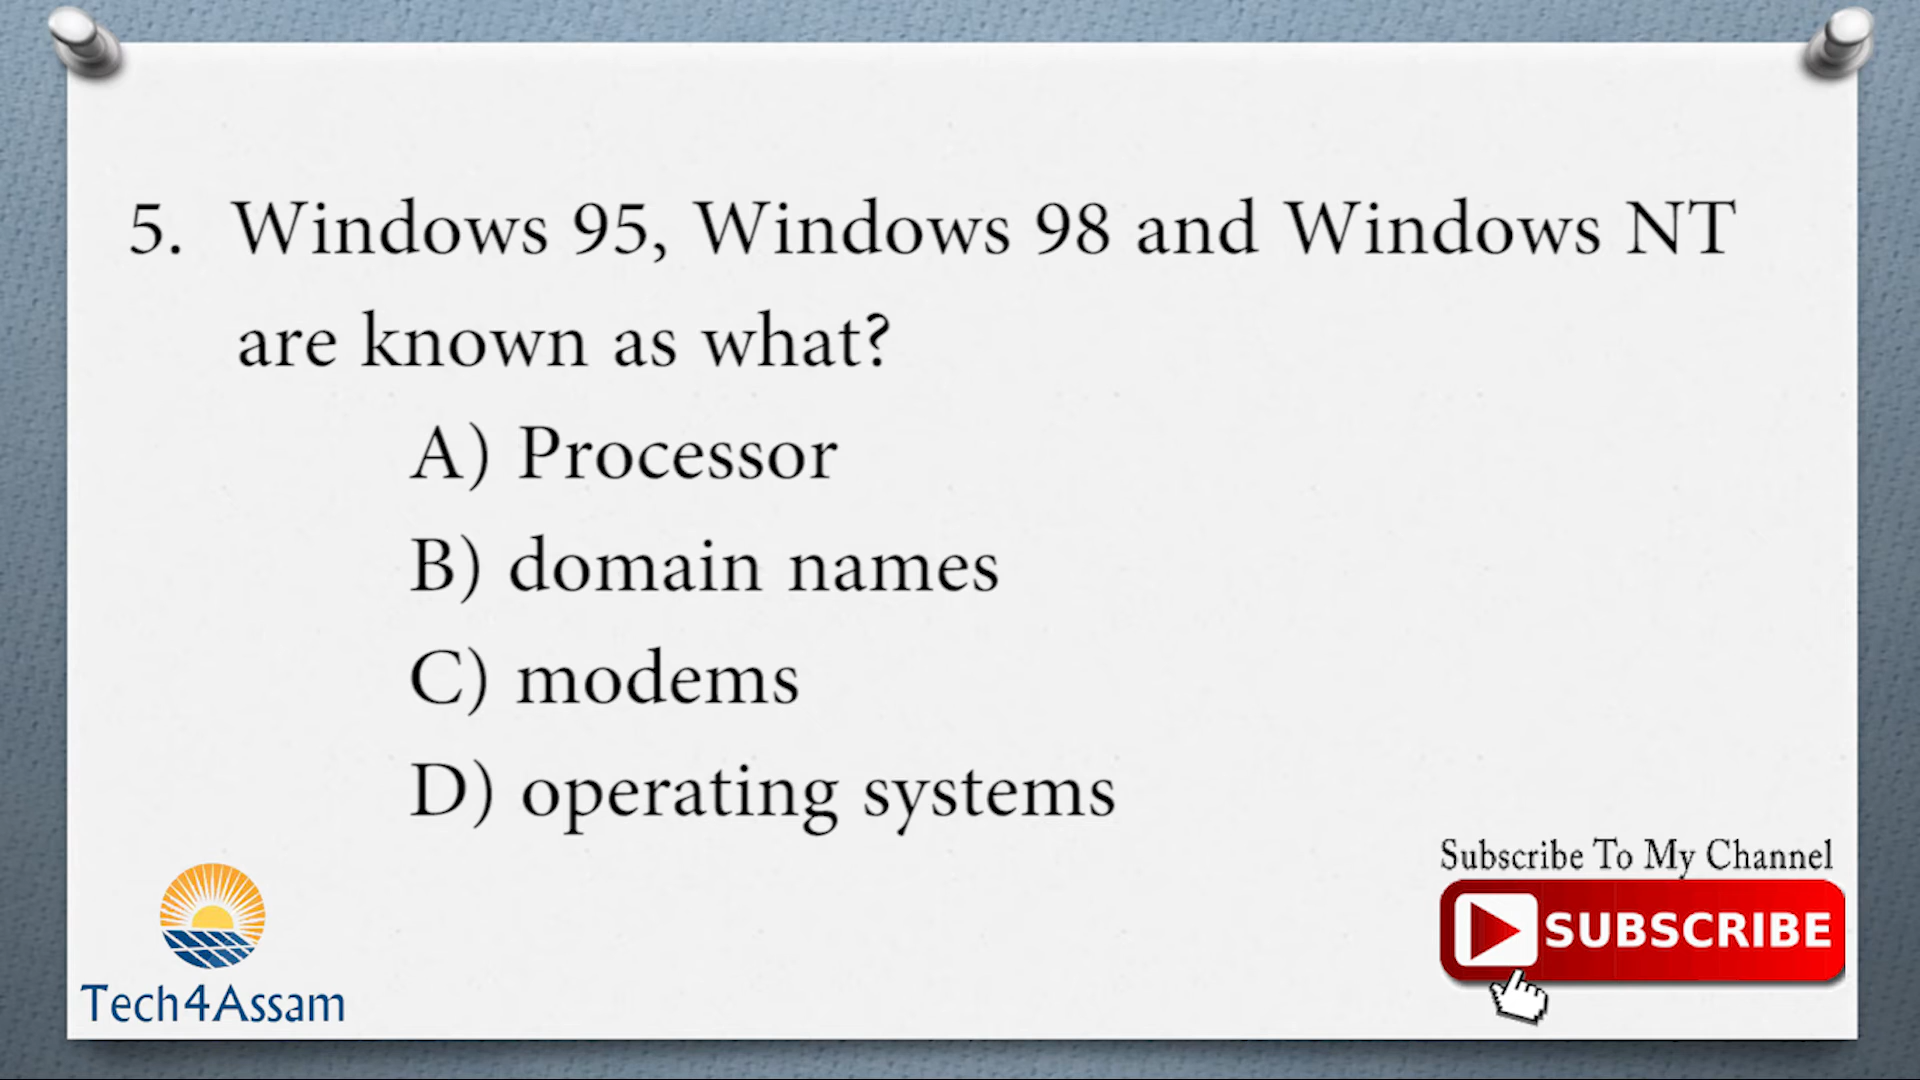 5. Windows 95, Windows 98 and Windows NT
are known as what?
A) Processor
B) domain names
C) modems
D) operating systems
Subscribe To My Channel
SUBSCRIBE
Tech4Assam